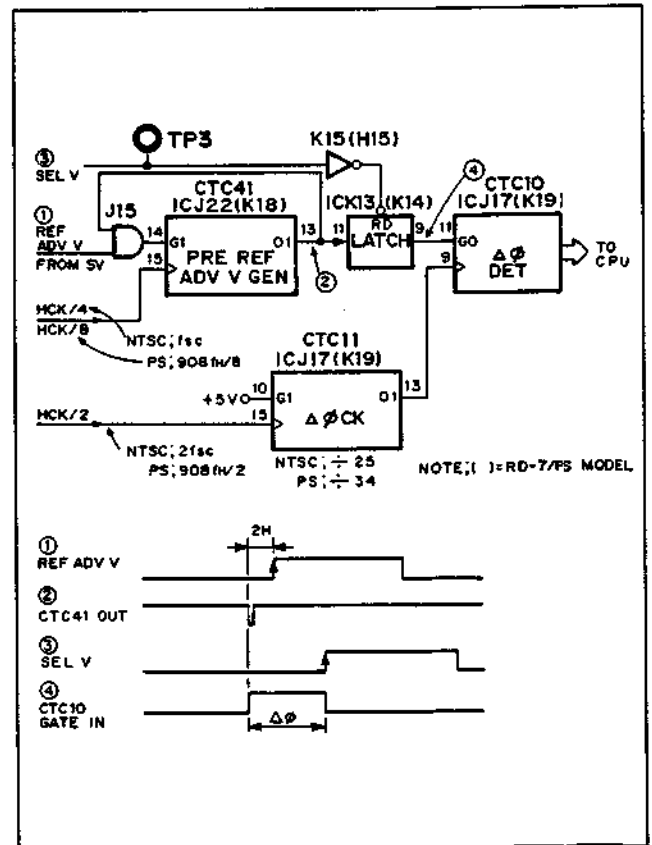 TP3
K15(H15)
③
SEL V
④
CTC10
ICJ17(K19)
CTC41
ICJ22(K18)
ICK13 (K14)
①
REF
ADV V
FROM SV
J15
14
G1
15
PRE REF
ADV V GEN
O1
13
②
11
RD
LATCH
9
11
G0
9
Δø
DET
TO
CPU
HCK/4
HCK/8
NTSC;fsc
PS;908fH/8
CTC11
ICJ17(K19)
+5V
10
G1
O1
13
15
ΔøCK
HCK/2
NTSC;2fsc
PS;908fH/2
NTSC;÷25
PS;÷34
NOTE;( )=RD-7/PS MODEL
2H
①
REF ADV V
②
CTC41 OUT
③
SEL V
④
CTC10
GATE IN
Δø